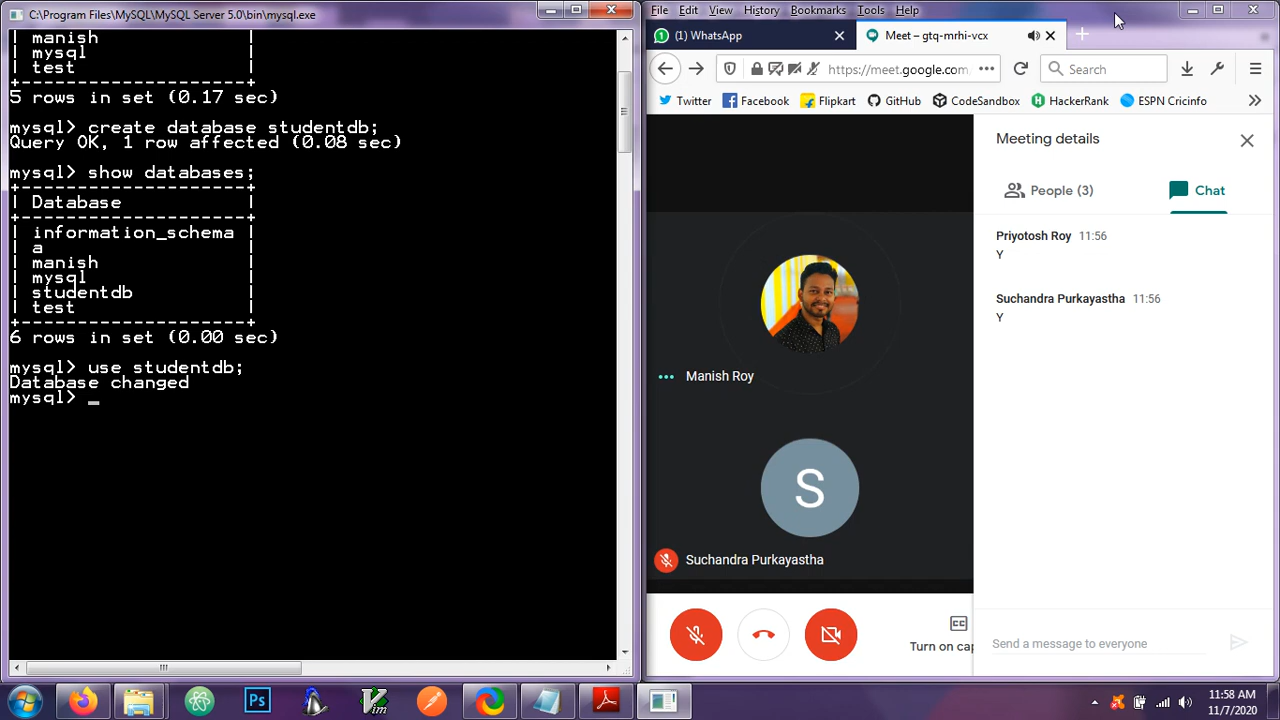 C:\Program Files\MySQL\MySQL Server 5.0\bin\mysql.exe
| manish |
| mysql |
| test |
+--------------------+
5 rows in set (0.17 sec)
mysql> create database studentdb;
Query OK, 1 row affected (0.08 sec)
mysql> show databases;
+--------------------+
| Database |
+--------------------+
| information_schema |
| a |
| manish |
| mysql |
| studentdb |
| test |
+--------------------+
6 rows in set (0.00 sec)
mysql> use studentdb;
Database changed
mysql> _
File Edit View History Bookmarks Tools Help
(1) WhatsApp
Meet – gtq-mrhi-vcx
https://meet.google.com
Search
Twitter Facebook Flipkart GitHub CodeSandbox HackerRank ESPN Cricinfo
Manish Roy
S
Suchandra Purkayastha
CC
Turn on cap
Meeting details
People (3)
Chat
Priyotosh Roy 11:56
Y
Suchandra Purkayastha 11:56
Y
Send a message to everyone
Ps
11:58 AM
11/7/2020